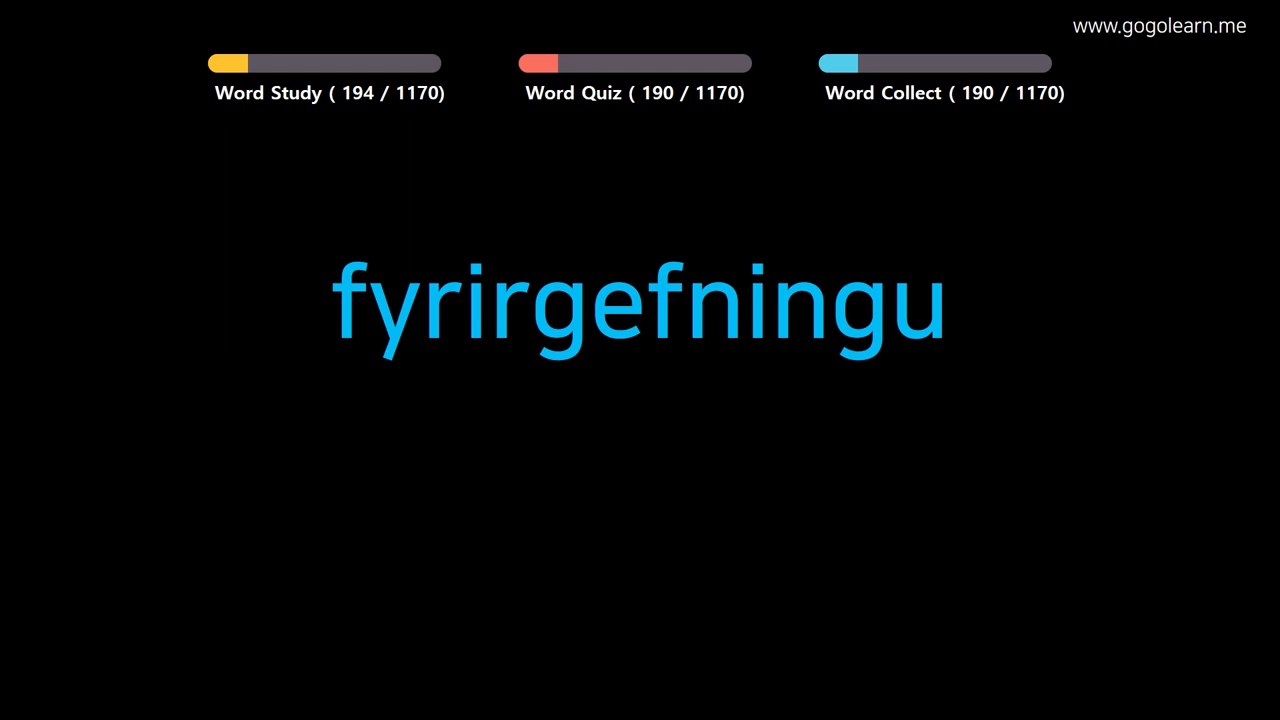 www.gogolearn.me
Word Study ( 194 / 1170)
Word Quiz ( 190 / 1170)
Word Collect ( 190 / 1170)
fyrirgefningu